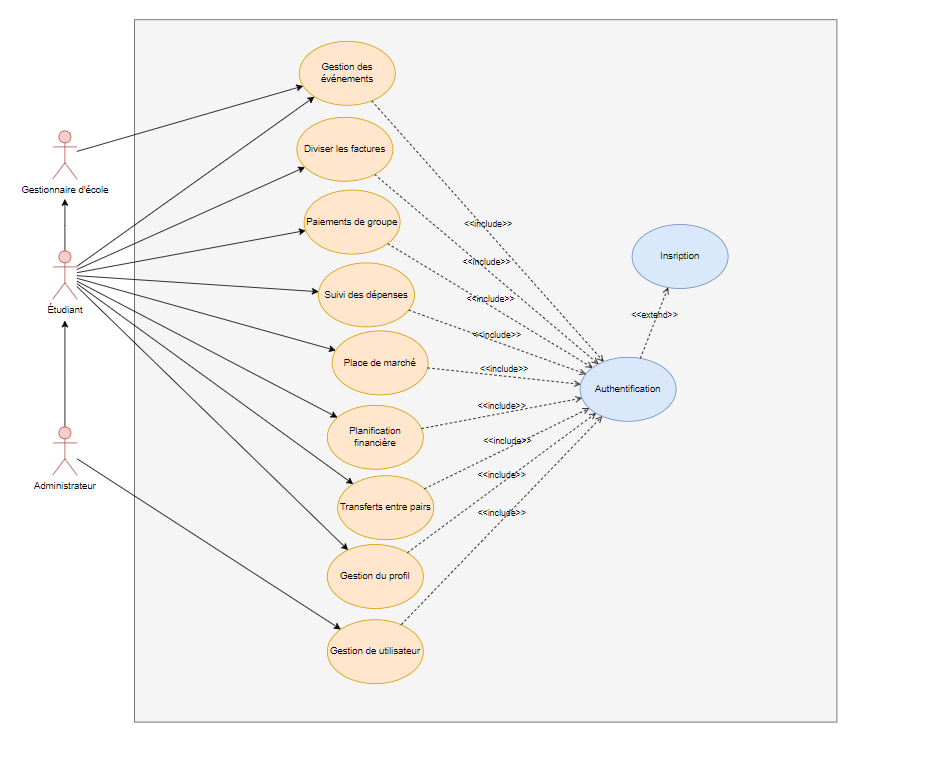 Gestion des
événements
Diviser les factures
Paiements de groupe
Suivi des dépenses
Place de marché
Planification
financière
Transferts entre pairs
Gestion du profil
Gestion de utilisateur
Gestionnaire d'école
Étudiant
Administrateur
<<include>>
<<include>>
<<include>>
<<include>>
<<include>>
<<include>>
<<include>>
<<include>>
<<include>>
Insription
<<extend>>
Authentification